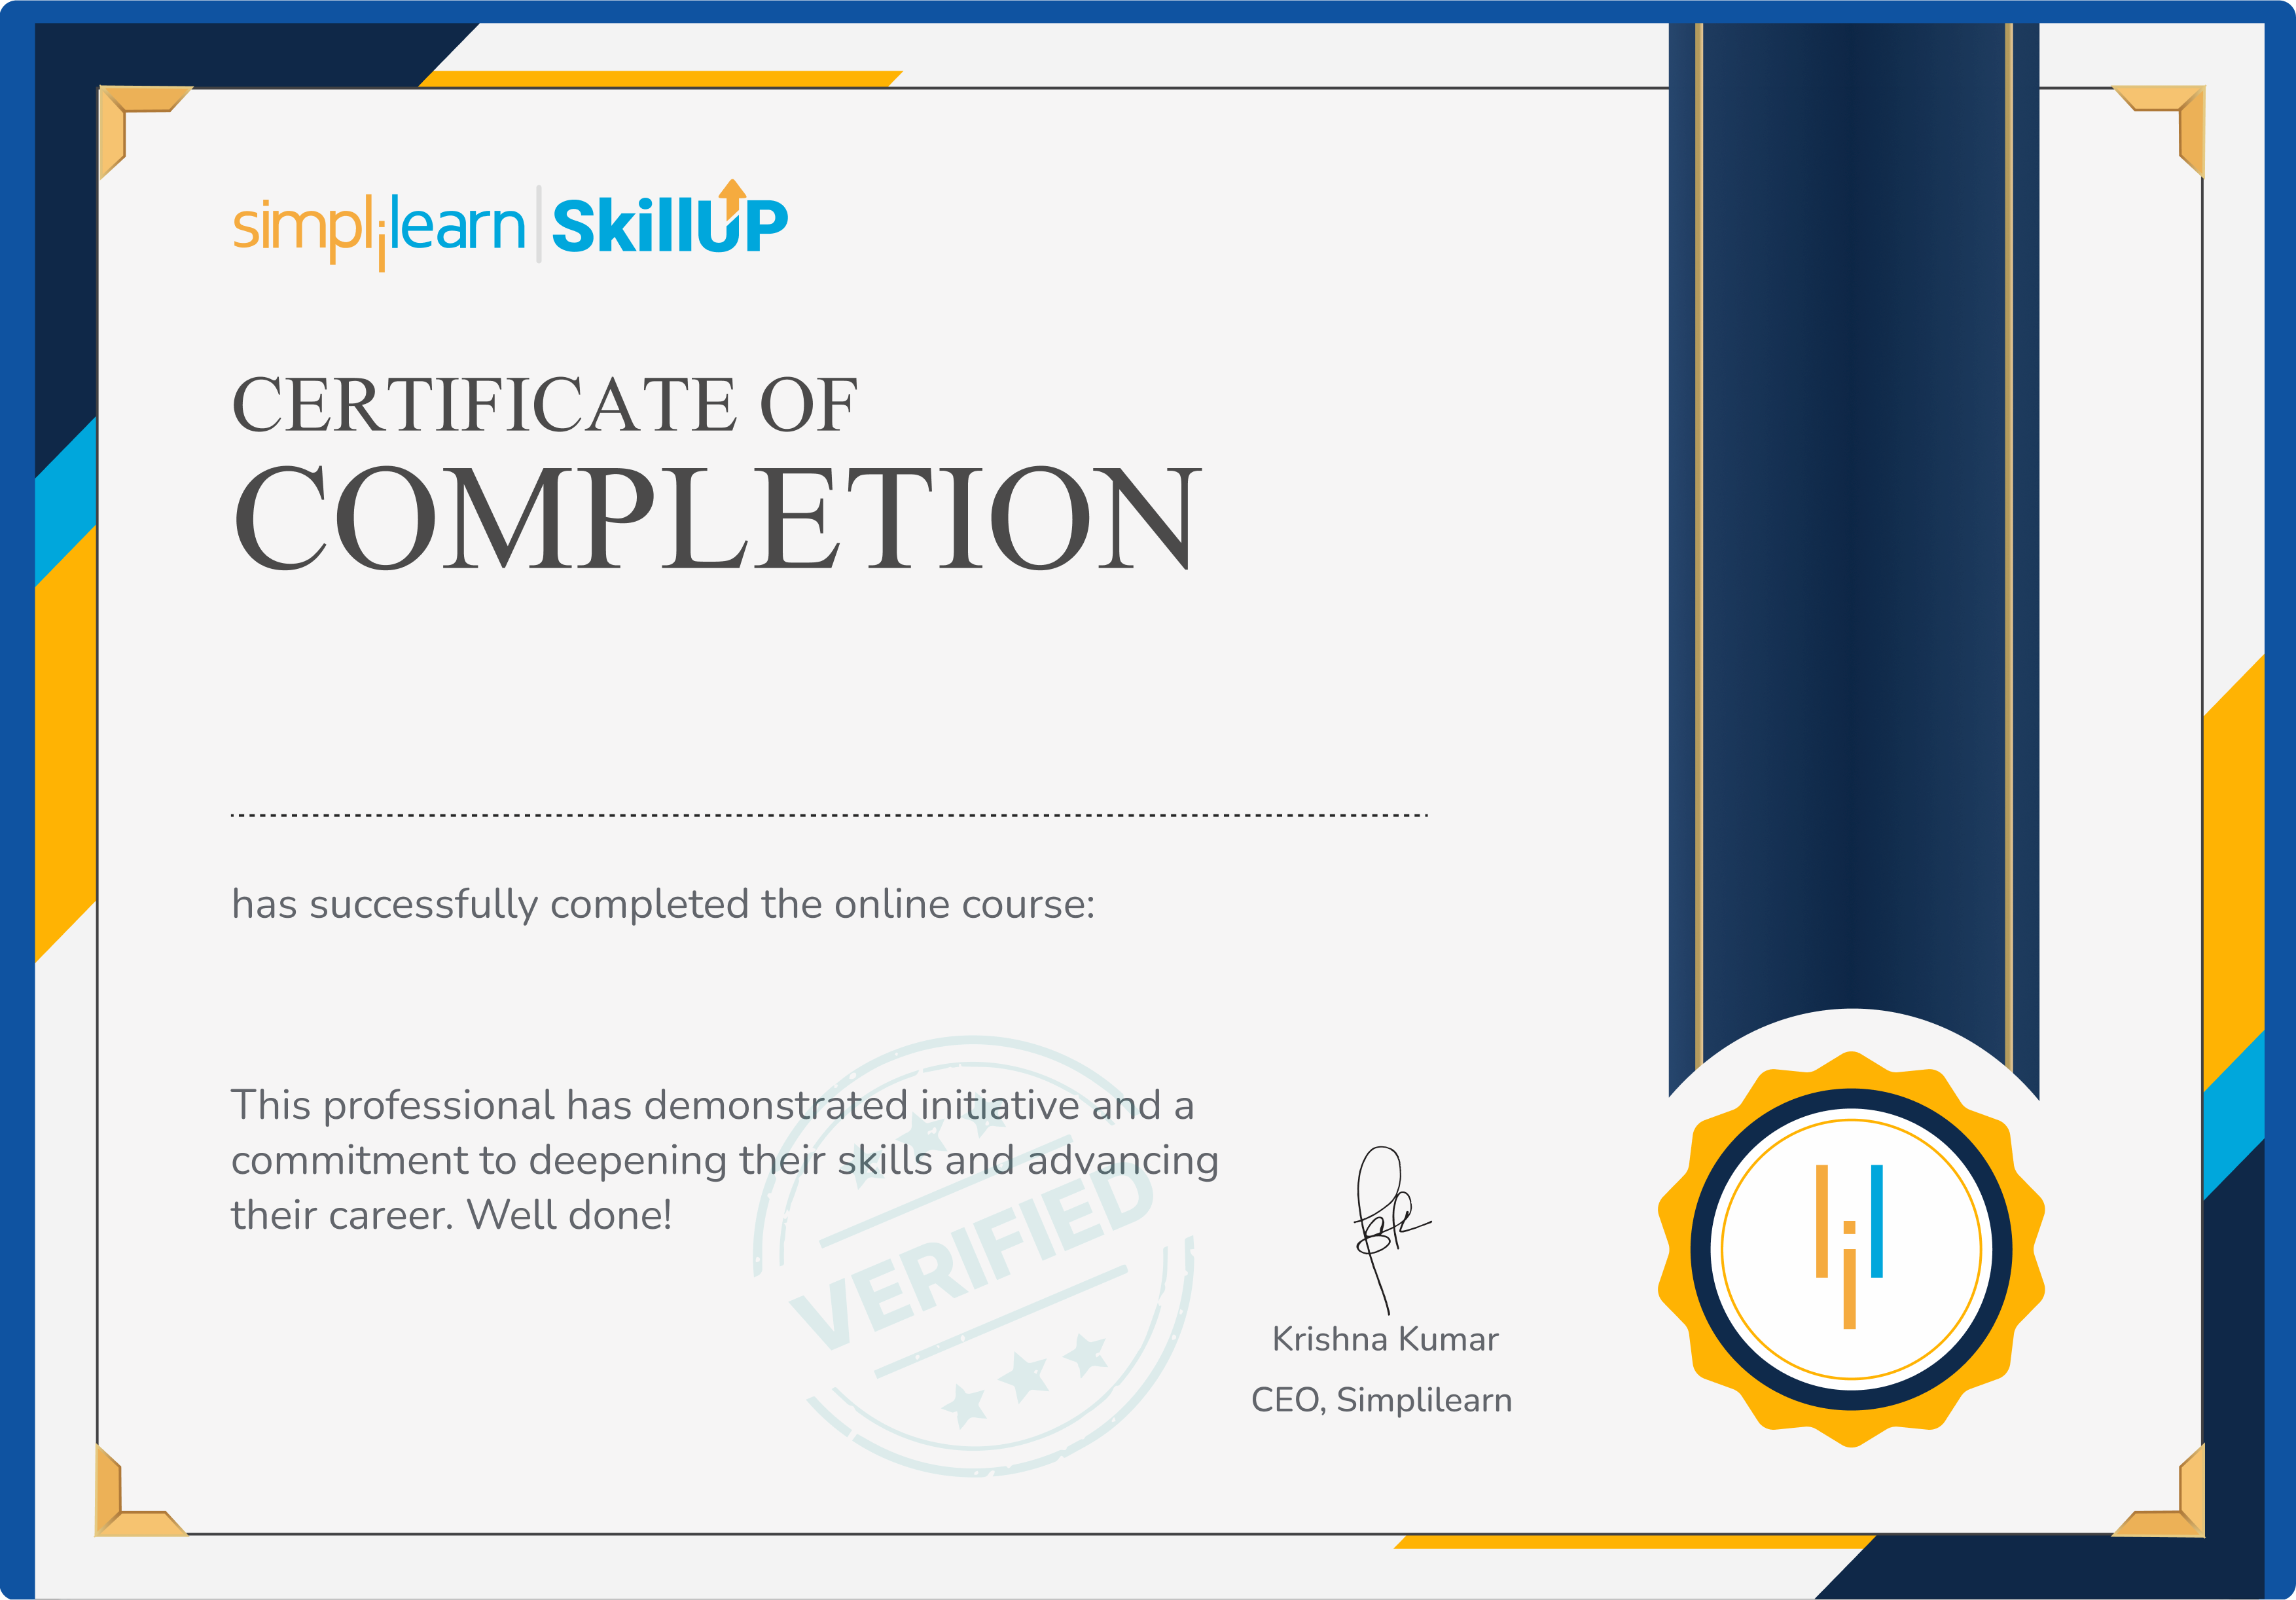 simplilearn | SkillUP
CERTIFICATE OF
COMPLETION
has successfully completed the online course:
This professional has demonstrated initiative and a
commitment to deepening their skills and advancing
their career. Well done!
VERIFIED
Krishna Kumar
CEO, Simplilearn